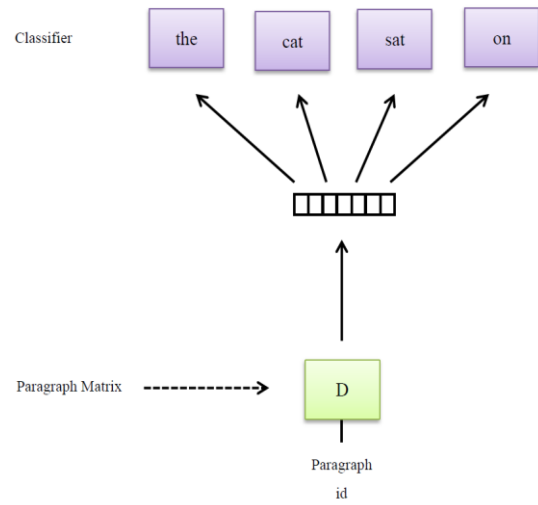 Classifier
the
cat
sat
on
Paragraph Matrix
D
Paragraph
id